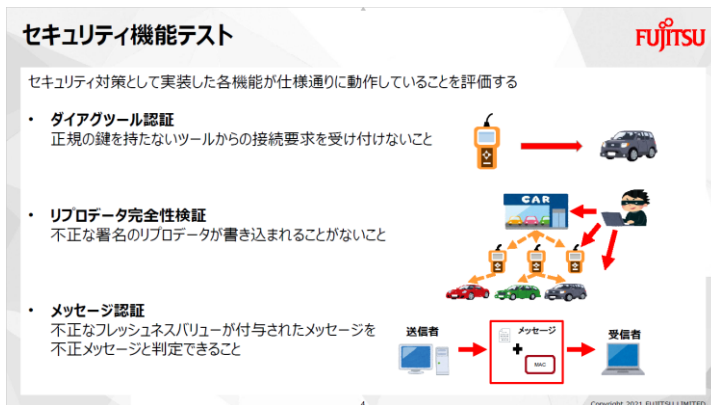 セキュリティ機能テスト
FUJITSU
セキュリティ対策として実装した各機能が仕様通りに動作していることを評価する
• ダイアグツール認証
正規の鍵を持たないツールからの接続要求を受け付けないこと
CAR
• リプロデータ完全性検証
不正な署名のリプロデータが書き込まれることがないこと
• メッセージ認証
不正なフレッシュネスバリューが付与されたメッセージを
不正メッセージと判定できること
送信者
メッセージ
+
MAC
受信者
4
Copyright 2021 FUJITSU LIMITED